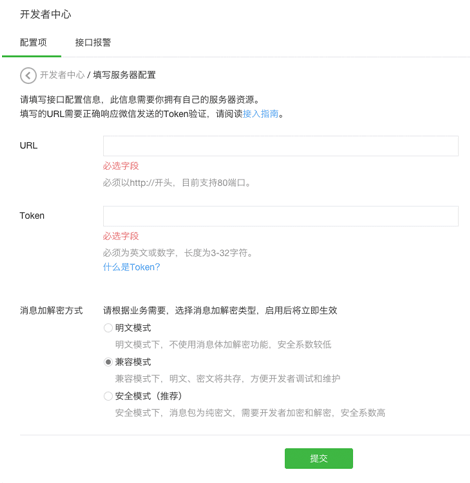 开发者中心
配置项 接口报警
开发者中心 / 填写服务器配置
请填写接口配置信息，此信息需要你拥有自己的服务器资源。
填写的URL需要正确响应微信发送的Token验证，请阅读接入指南。
URL
必选字段
必须以http://开头，目前支持80端口。
Token
必选字段
必须为英文或数字，长度为3-32字符。
什么是Token?
消息加解密方式 请根据业务需要，选择消息加解密类型，启用后将立即生效
明文模式
明文模式下，不使用消息体加解密功能，安全系数较低
兼容模式
兼容模式下，明文、密文将共存，方便开发者调试和维护
安全模式（推荐）
安全模式下，消息包为纯密文，需要开发者加密和解密，安全系数高
提交